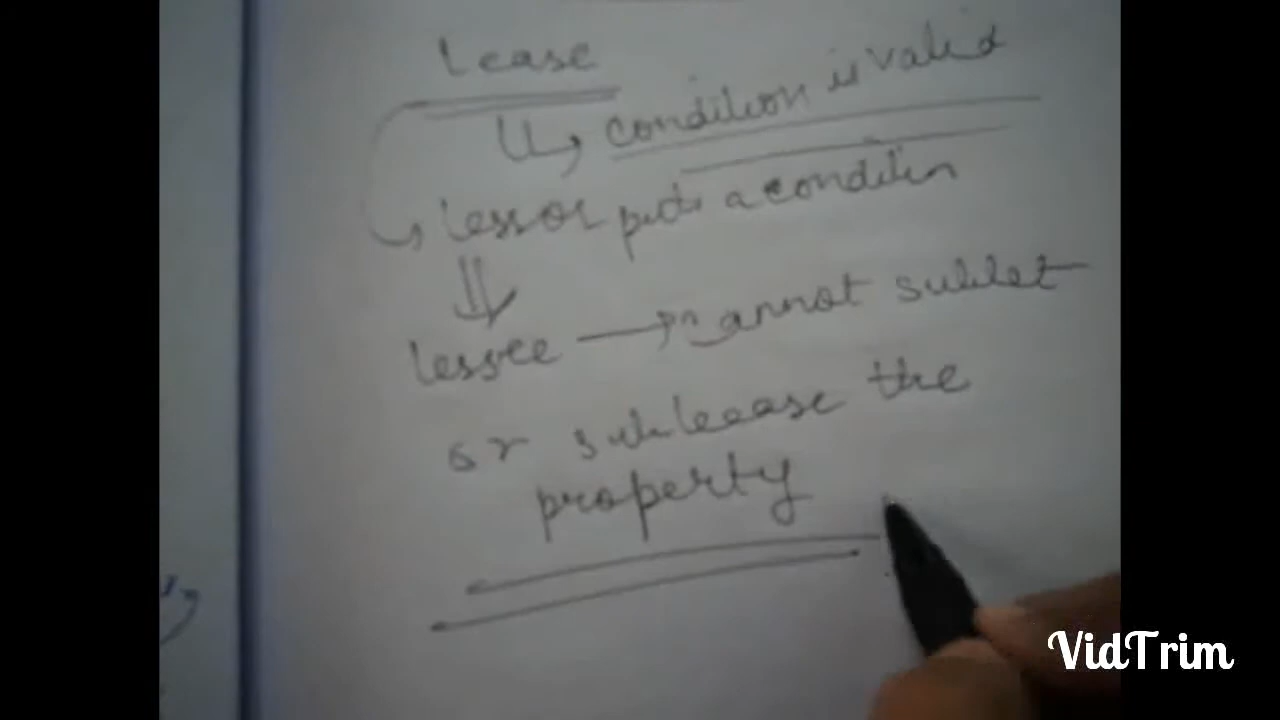 Lease
condition is valid
lessor puts a condition
lessee → cannot sublet
or sublease the
property
VidTrim